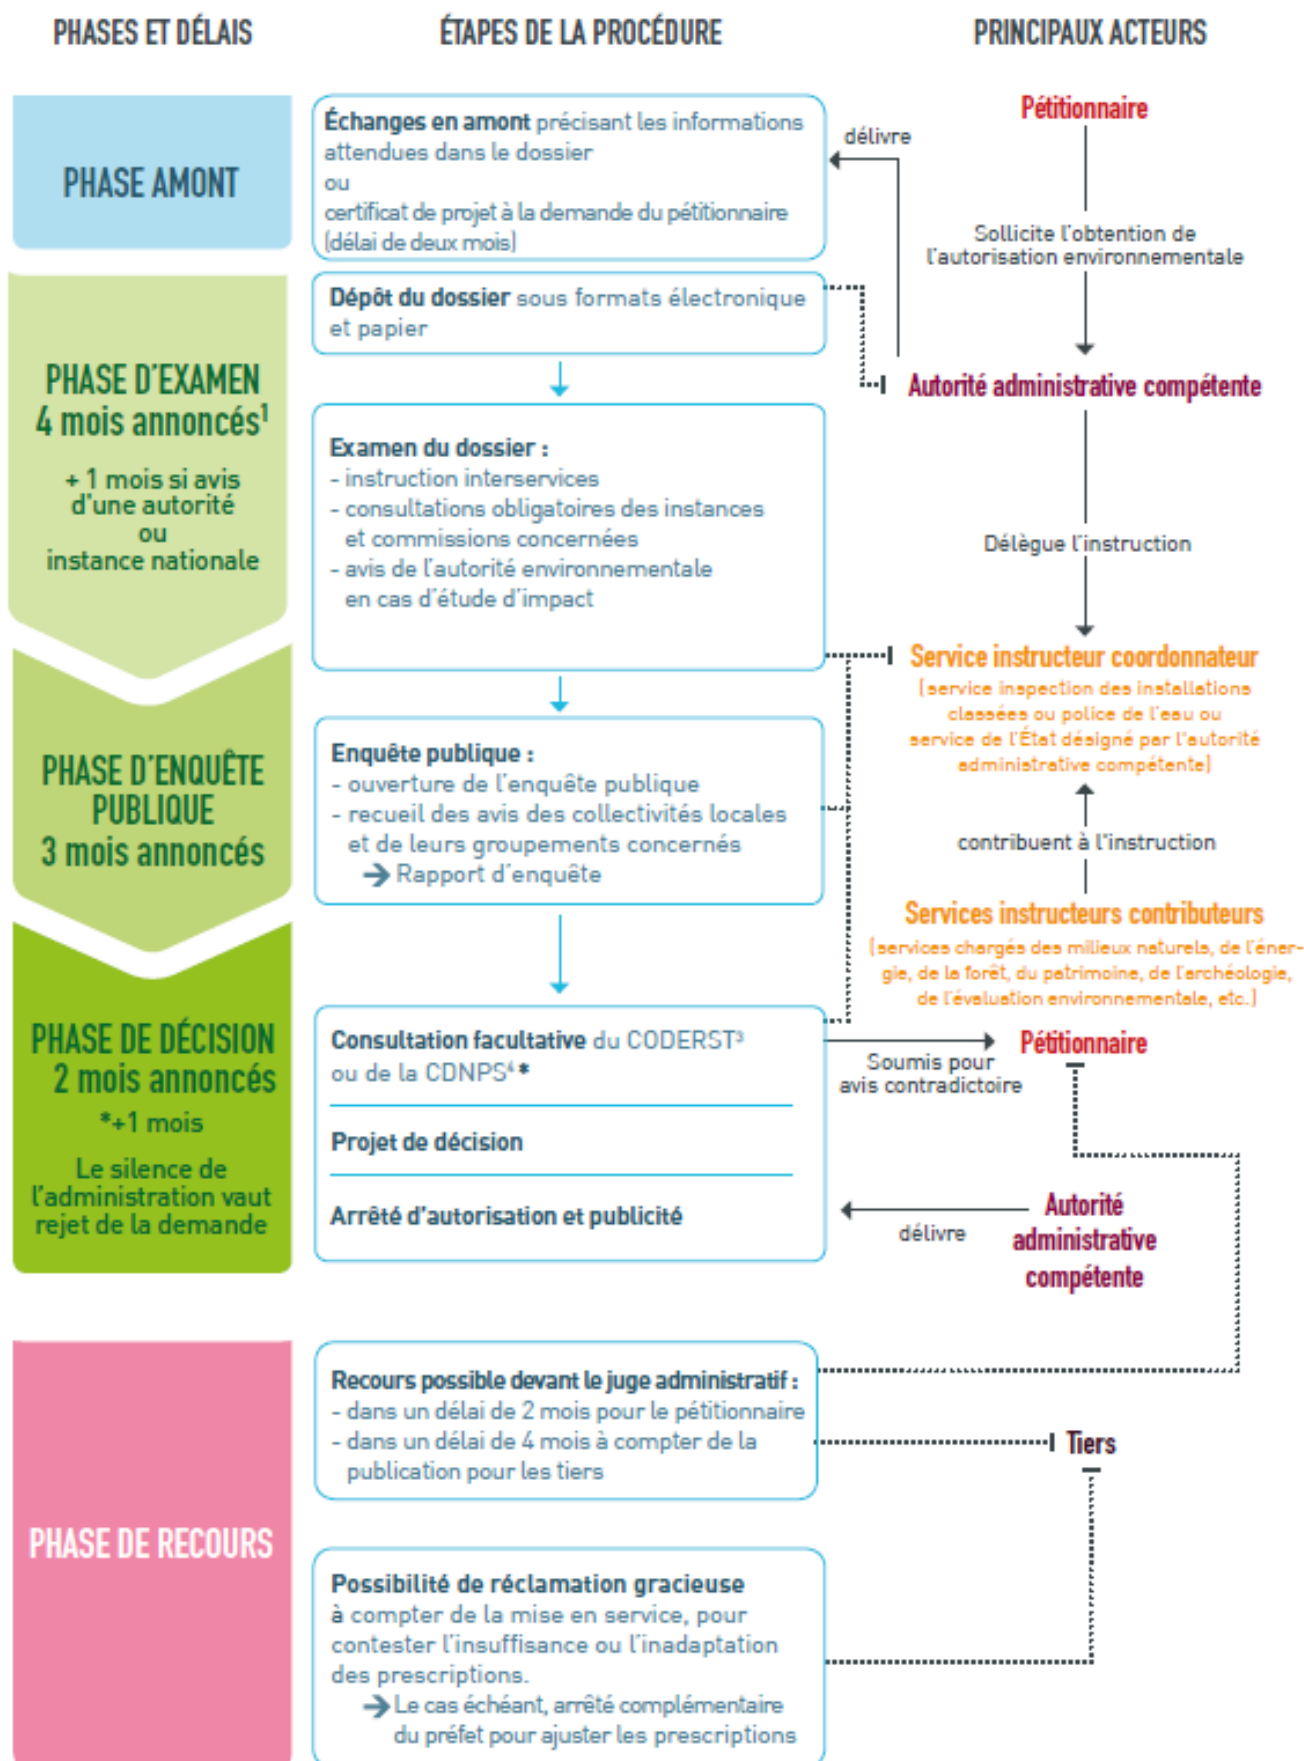 PHASES ET DÉLAIS
ÉTAPES DE LA PROCÉDURE
PRINCIPAUX ACTEURS
PHASE AMONT
Échanges en amont précisant les informations
attendues dans le dossier
ou
certificat de projet à la demande du pétitionnaire
(délai de deux mois)
délivre
Pétitionnaire
Sollicite l'obtention de
l'autorisation environnementale
PHASE D'EXAMEN
4 mois annoncés¹
+ 1 mois si avis
d'une autorité
ou
instance nationale
Dépôt du dossier sous formats électronique
et papier
Autorité administrative compétente
Examen du dossier :
- instruction interservices
- consultations obligatoires des instances
et commissions concernées
- avis de l'autorité environnementale
en cas d'étude d'impact
Délègue l'instruction
Service instructeur coordonnateur
(service inspection des installations
classées ou police de l'eau ou
service de l'État désigné par l'autorité
administrative compétente)
PHASE D'ENQUÊTE
PUBLIQUE
3 mois annoncés
Enquête publique :
- ouverture de l'enquête publique
- recueil des avis des collectivités locales
et de leurs groupements concernés
→ Rapport d'enquête
contribuent à l'instruction
Services instructeurs contributeurs
(services chargés des milieux naturels, de l'éner-
gie, de la forêt, du patrimoine, de l'archéologie,
de l'évaluation environnementale, etc.)
PHASE DE DÉCISION
2 mois annoncés
*+1 mois
Le silence de
l'administration vaut
rejet de la demande
Consultation facultative du CODERST³
ou de la CDNPS⁴ *
Projet de décision
Arrêté d'autorisation et publicité
Soumis pour
avis contradictoire
Pétitionnaire
délivre
Autorité
administrative
compétente
PHASE DE RECOURS
Recours possible devant le juge administratif :
- dans un délai de 2 mois pour le pétitionnaire
- dans un délai de 4 mois à compter de la
publication pour les tiers
Tiers
Possibilité de réclamation gracieuse
à compter de la mise en service, pour
contester l'insuffisance ou l'inadaptation
des prescriptions.
→ Le cas échéant, arrêté complémentaire
du préfet pour ajuster les prescriptions